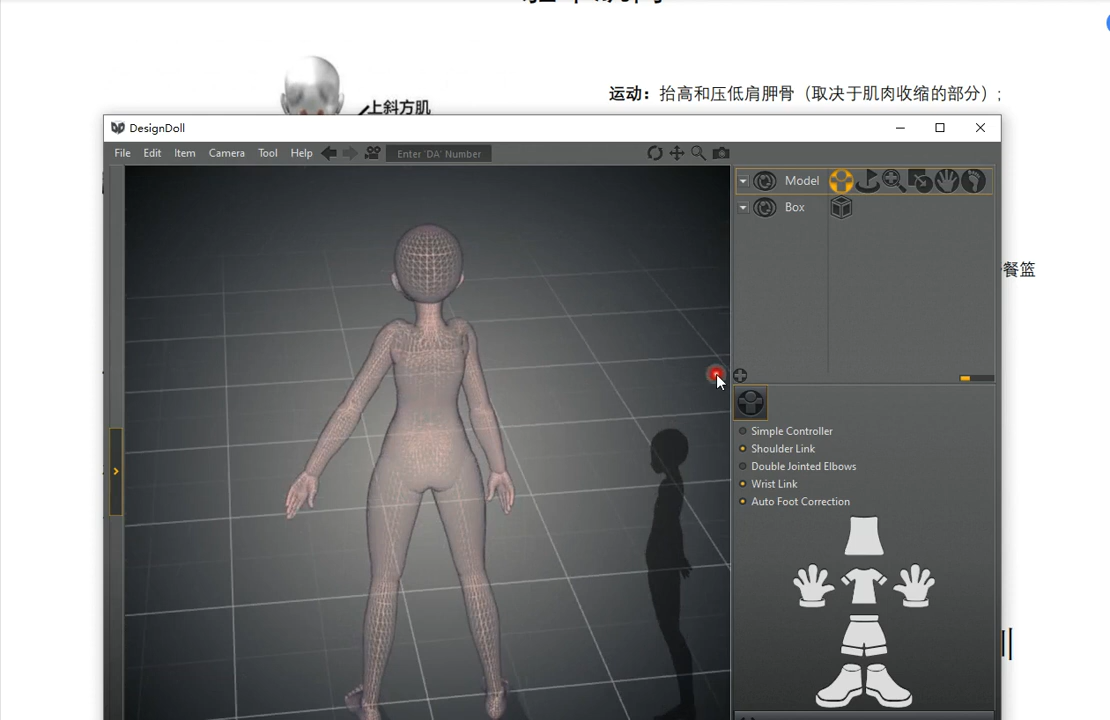 上斜方肌
运动：抬高和压低肩胛骨（取决于肌肉收缩的部分）；
DesignDoll
File Edit Item Camera Tool Help Enter 'DA' Number
Model
Box
餐篮
Simple Controller
Shoulder Link
Double Jointed Elbows
Wrist Link
Auto Foot Correction